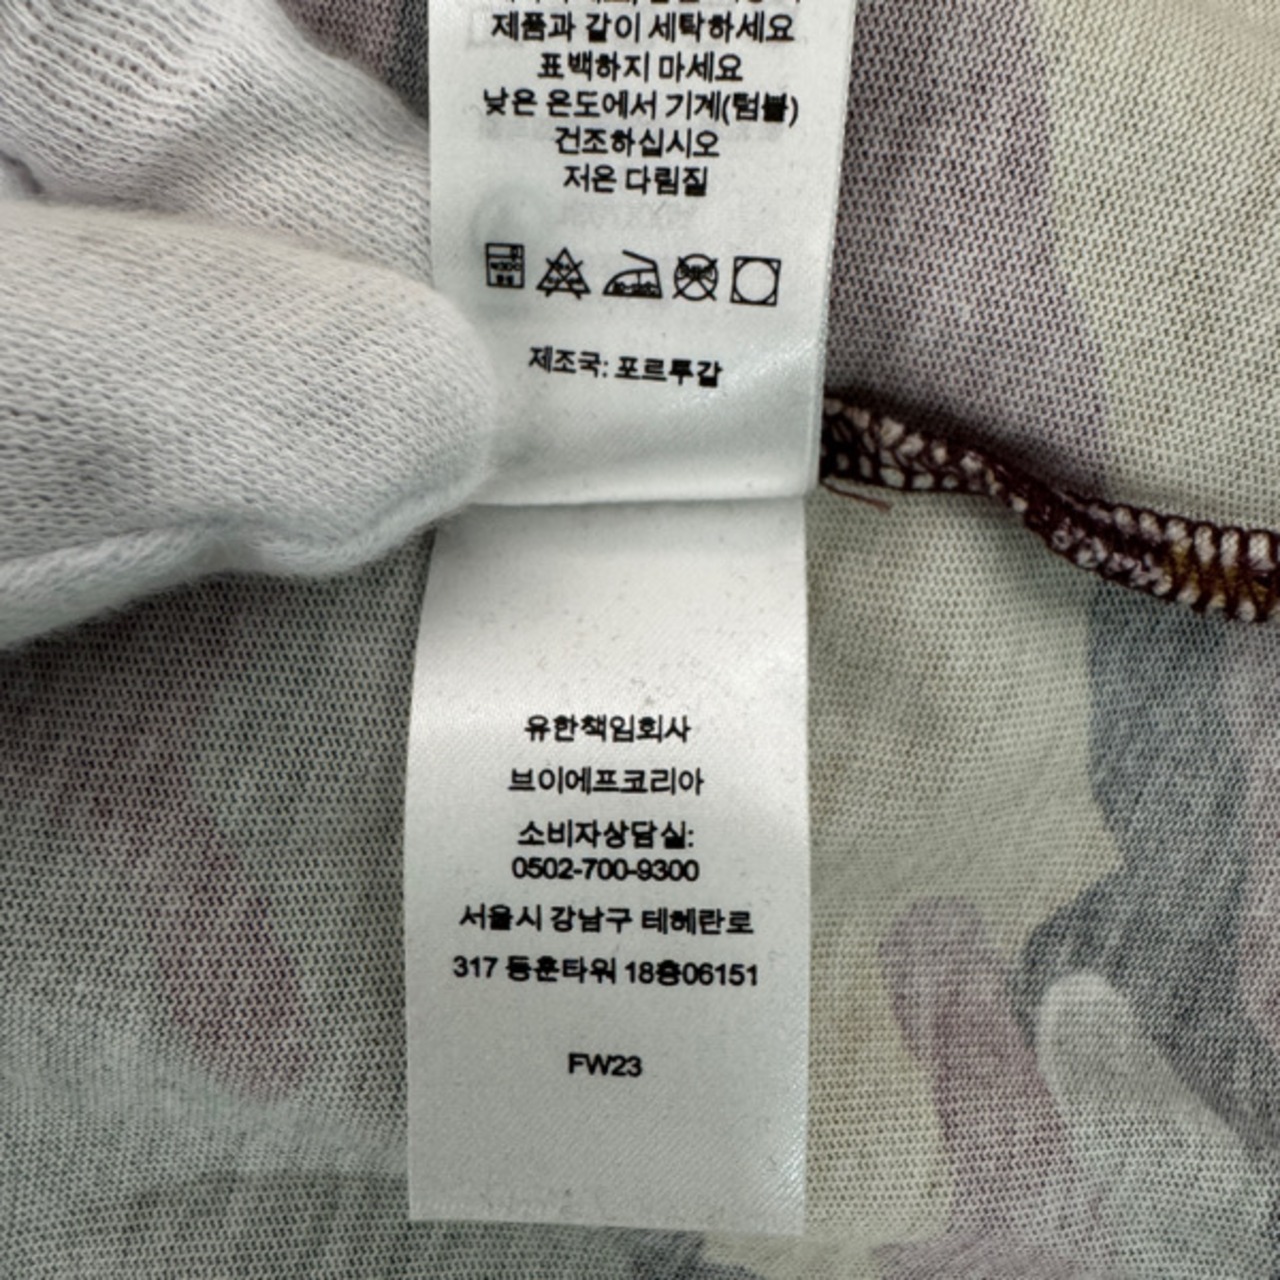 제품과 같이 세탁하세요
표백하지 마세요
낮은 온도에서 기계(텀블)
건조하십시오
저온 다림질
제조국: 포르투갈
유한책임회사
브이에프코리아
소비자상담실:
0502-700-9300
서울시 강남구 테헤란로
317 동훈타워 18층06151
FW23